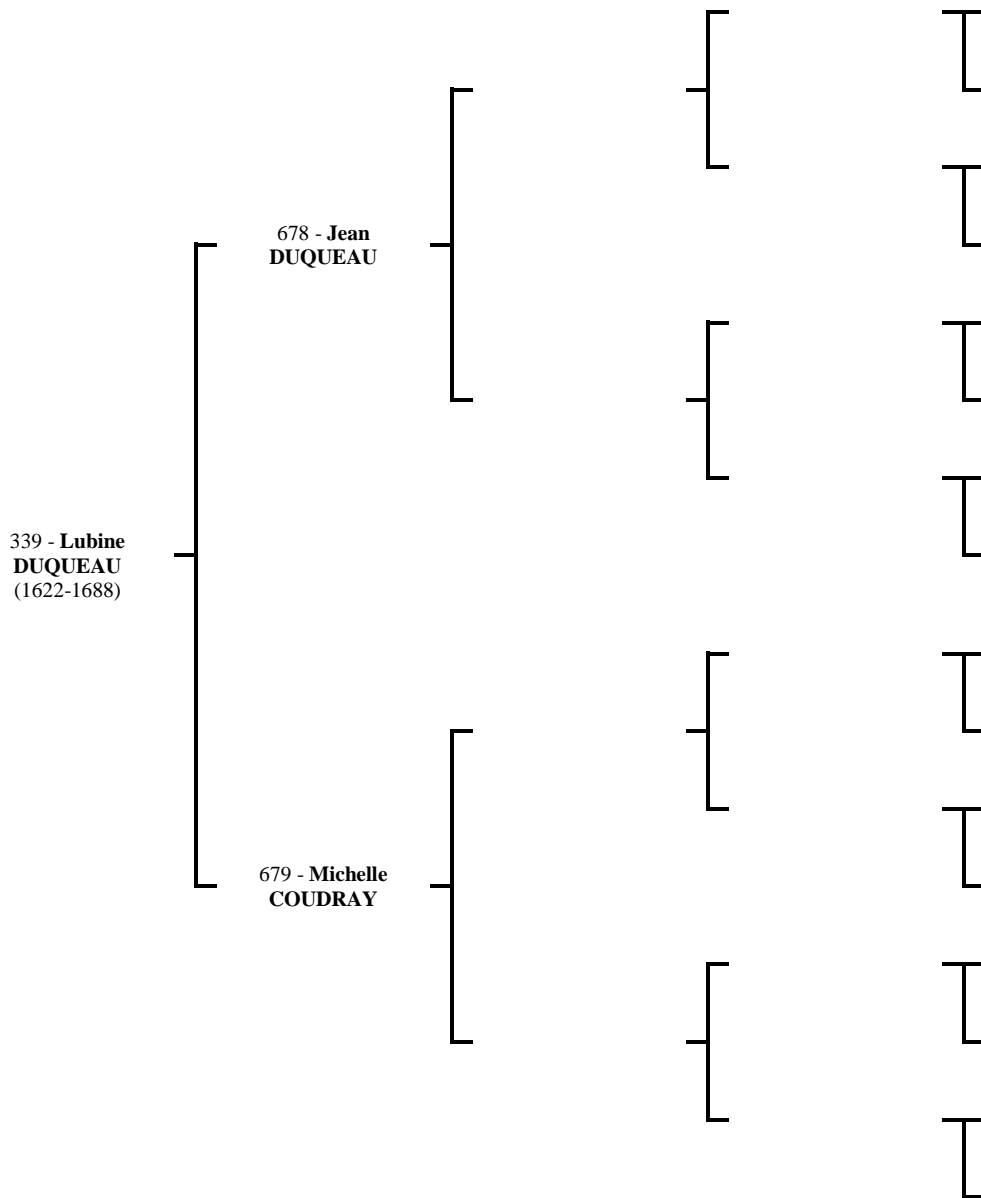 678 - Jean
DUQUEAU
339 - Lubine
DUQUEAU
(1622-1688)
679 - Michelle
COUDRAY